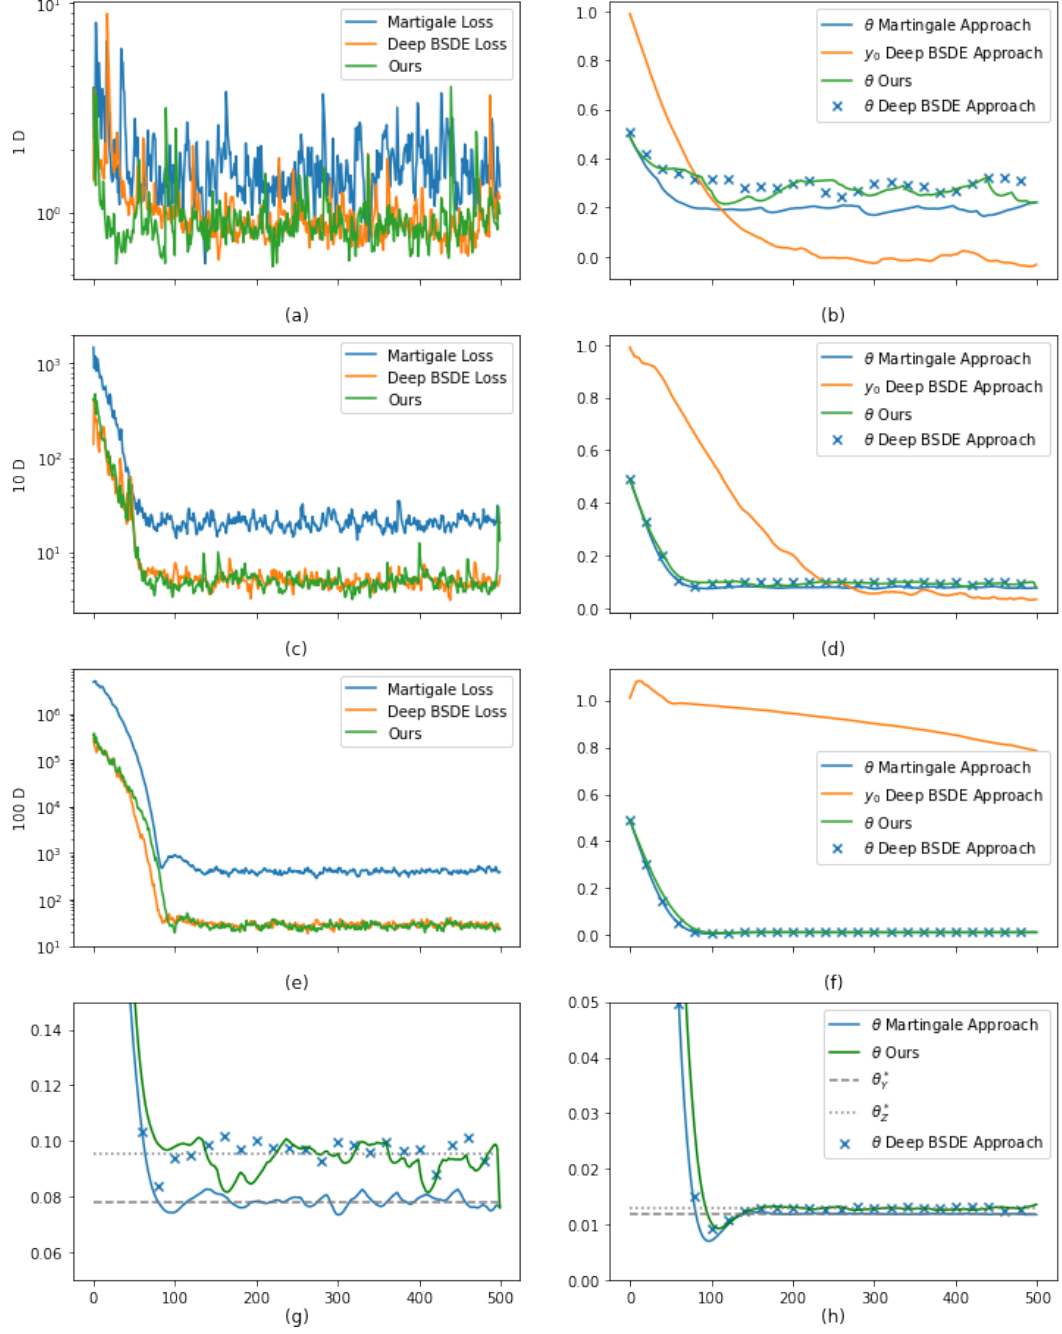 10¹
10⁰
1 D
Martigale Loss
Deep BSDE Loss
Ours
(a)
1.0
0.8
0.6
0.4
0.2
0.0
θ Martingale Approach
y₀ Deep BSDE Approach
θ Ours
θ Deep BSDE Approach
(b)
10³
10²
10¹
10 D
Martigale Loss
Deep BSDE Loss
Ours
(c)
1.0
0.8
0.6
0.4
0.2
0.0
θ Martingale Approach
y₀ Deep BSDE Approach
θ Ours
θ Deep BSDE Approach
(d)
10⁶
10⁵
10⁴
10³
10²
10¹
100 D
Martigale Loss
Deep BSDE Loss
Ours
(e)
1.0
0.8
0.6
0.4
0.2
0.0
θ Martingale Approach
y₀ Deep BSDE Approach
θ Ours
θ Deep BSDE Approach
(f)
0.14
0.12
0.10
0.08
0.06
0 100 200 300 400 500
(g)
0.05
0.04
0.03
0.02
0.01
0.00
θ Martingale Approach
θ Ours
θ*_Y
θ*_Z
θ Deep BSDE Approach
0 100 200 300 400 500
(h)